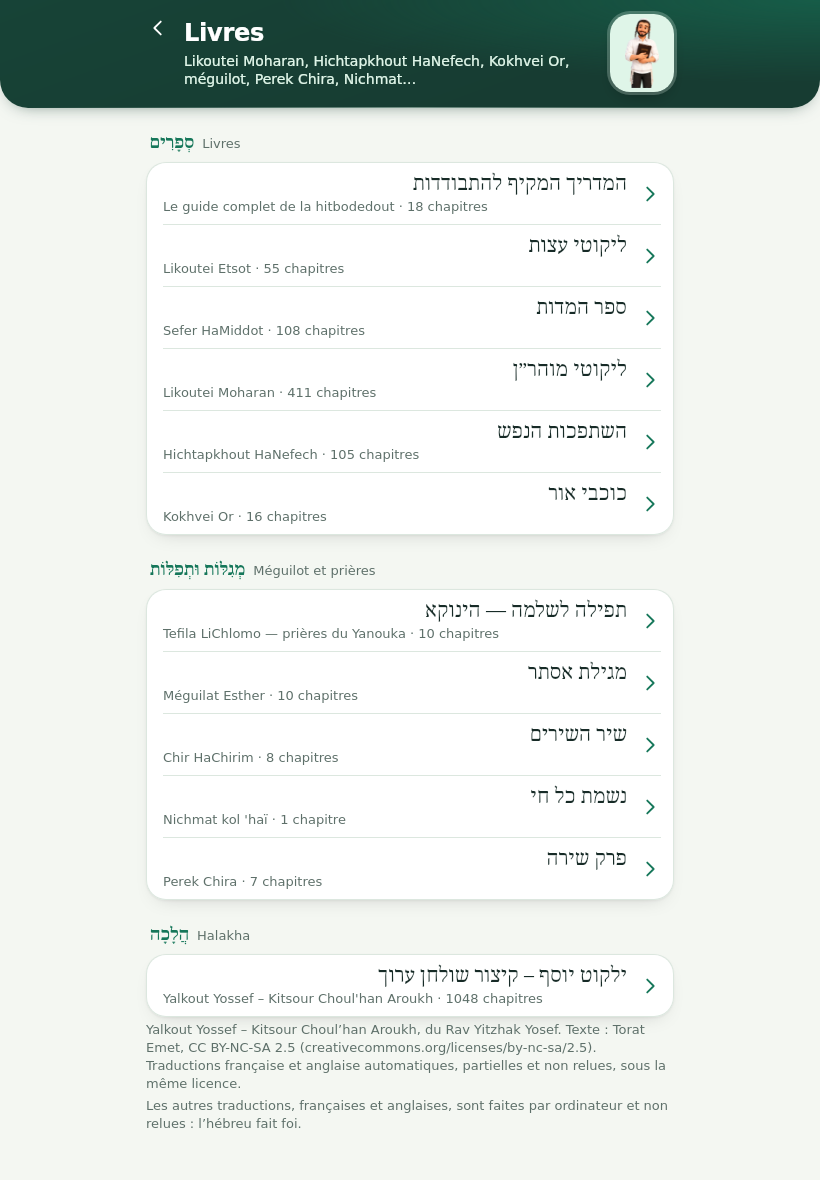 Livres
Likoutei Moharan, Hichtapkhout HaNefech, Kokhvei Or,
méguilot, Perek Chira, Nichmat…
סְפָרִים Livres
המדריך המקיף להתבודדות
Le guide complet de la hitbodedout · 18 chapitres
ליקוטי עצות
Likoutei Etsot · 55 chapitres
ספר המדות
Sefer HaMiddot · 108 chapitres
ליקוטי מוהר״ן
Likoutei Moharan · 411 chapitres
השתפכות הנפש
Hichtapkhout HaNefech · 105 chapitres
כוכבי אור
Kokhvei Or · 16 chapitres
מְגִלּוֹת וּתְפִלּוֹת Méguilot et prières
תפילה לשלמה — הינוקא
Tefila LiChlomo — prières du Yanouka · 10 chapitres
מגילת אסתר
Méguilat Esther · 10 chapitres
שיר השירים
Chir HaChirim · 8 chapitres
נשמת כל חי
Nichmat kol 'haï · 1 chapitre
פרק שירה
Perek Chira · 7 chapitres
הֲלָכָה Halakha
ילקוט יוסף – קיצור שולחן ערוך
Yalkout Yossef – Kitsour Choul'han Aroukh · 1048 chapitres
Yalkout Yossef – Kitsour Choul’han Aroukh, du Rav Yitzhak Yosef. Texte : Torat
Emet, CC BY-NC-SA 2.5 (creativecommons.org/licenses/by-nc-sa/2.5).
Traductions française et anglaise automatiques, partielles et non relues, sous la
même licence.
Les autres traductions, françaises et anglaises, sont faites par ordinateur et non
relues : l’hébreu fait foi.